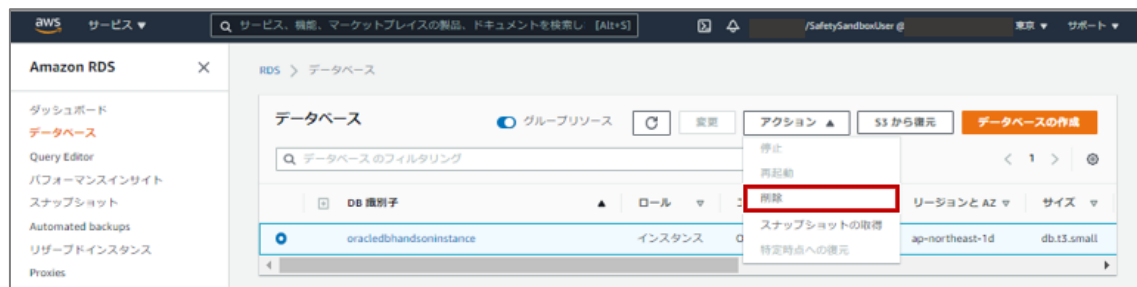 aws サービス ▼ サービス、機能、マーケットプレイスの製品、ドキュメントを検索し [Alt+S] /SafetySandboxUser @ 東京 ▼ サポート ▼
Amazon RDS ×
RDS > データベース
ダッシュボード
データベース
Query Editor
パフォーマンスインサイト
スナップショット
Automated backups
リザーブドインスタンス
Proxies
データベース グループリソース 変更 アクション ▲ S3 から復元 データベースの作成
データベース のフィルタリング < 1 >
停止
再起動
削除
スナップショットの取得
特定時点への復元
DB 識別子 ▲ ロール ▽ リージョンと AZ ▽ サイズ ▽
oracledbhandsoninstance インスタンス ap-northeast-1d db.t3.small